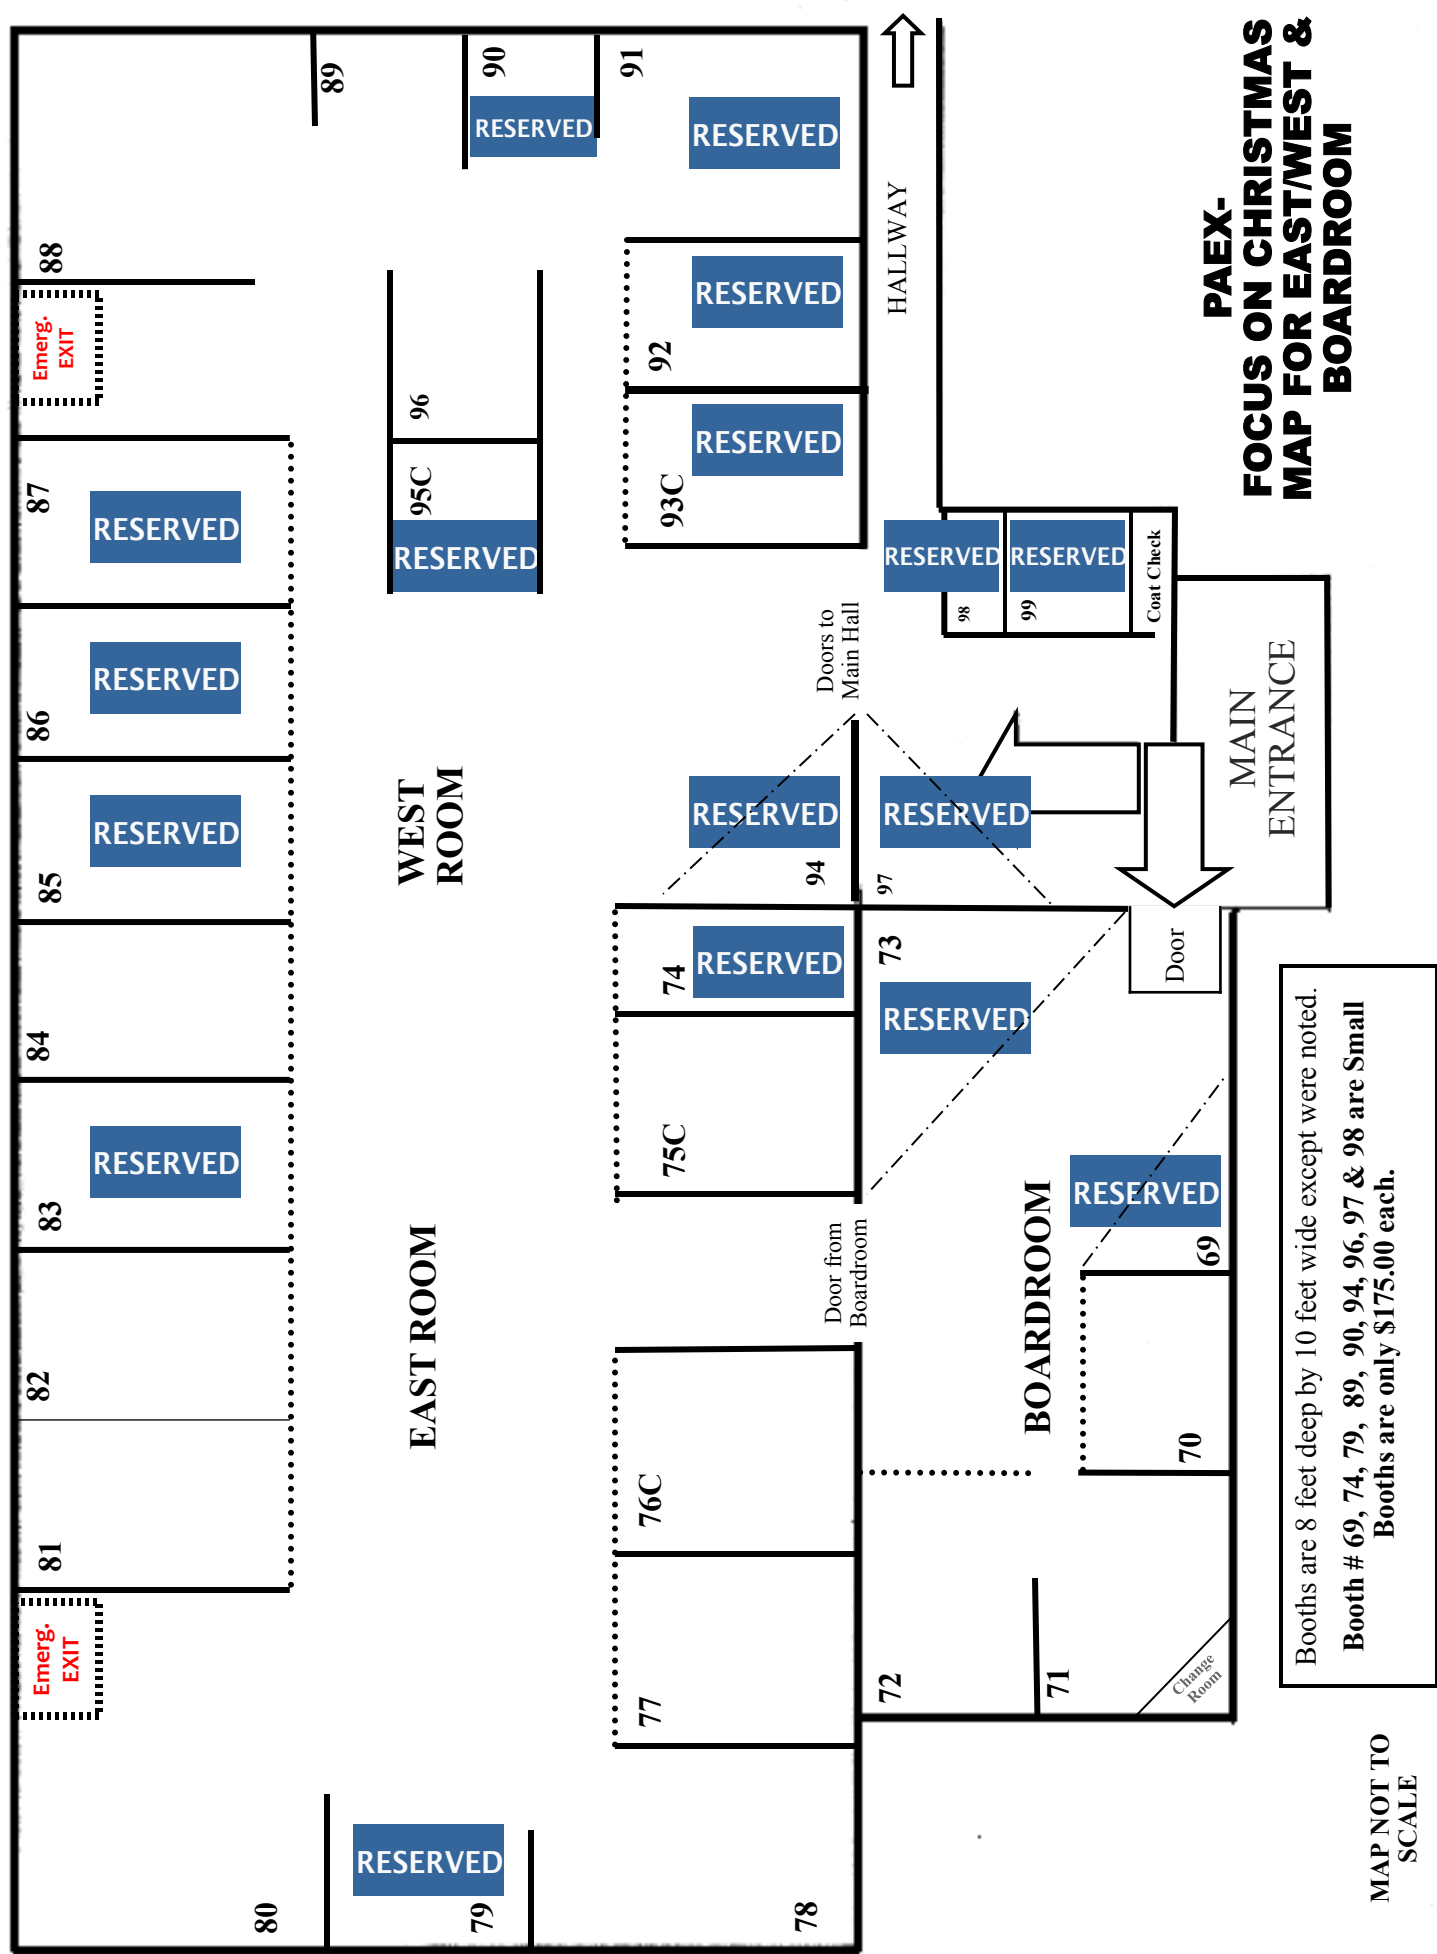 PAEX-
FOCUS ON CHRISTMAS
MAP FOR EAST/WEST &
BOARDROOM
80
RESERVED
79
78
Emerg.
EXIT
81
82
83
RESERVED
84
85
RESERVED
86
RESERVED
87
RESERVED
Emerg.
EXIT
88
89
90
RESERVED
91
RESERVED
EAST ROOM
WEST
ROOM
95C
RESERVED
96
77
76C
75C
74
RESERVED
94
RESERVED
93C
RESERVED
92
RESERVED
Door from
Boardroom
Doors to
Main Hall
HALLWAY
72
71
Change
Room
70
BOARDROOM
69
RESERVED
73
RESERVED
97
RESERVED
98
RESERVED
99
RESERVED
Coat Check
Door
MAIN
ENTRANCE
MAP NOT TO
SCALE
Booths are 8 feet deep by 10 feet wide except were noted.
Booth # 69, 74, 79, 89, 90, 94, 96, 97 & 98 are Small
Booths are only $175.00 each.